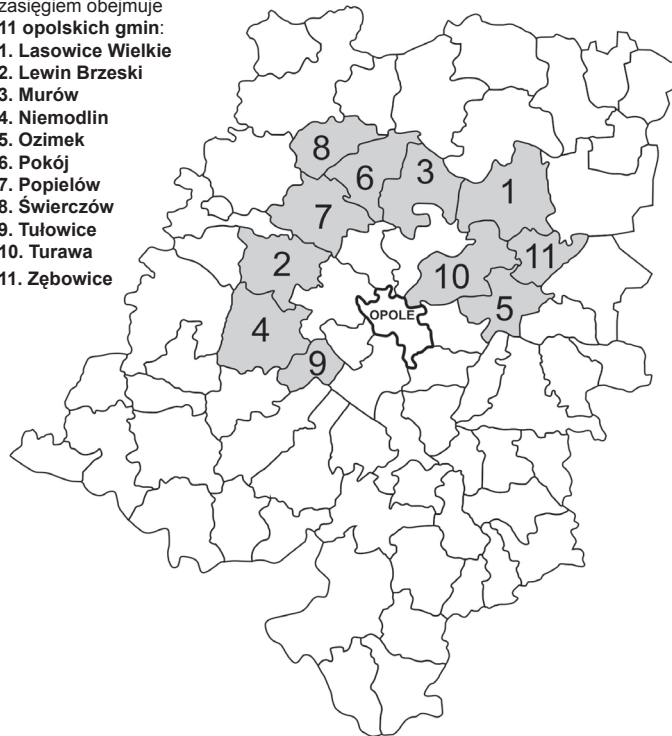 zasięgiem obejmuje
11 opolskich gmin:
1. Lasowice Wielkie
2. Lewin Brzeski
3. Murów
4. Niemodlin
5. Ozimek
6. Pokój
7. Popielów
8. Świerczów
9. Tułowice
10. Turawa
11. Zębowice
8
6
3
1
7
2
10
11
5
OPOLE
4
9